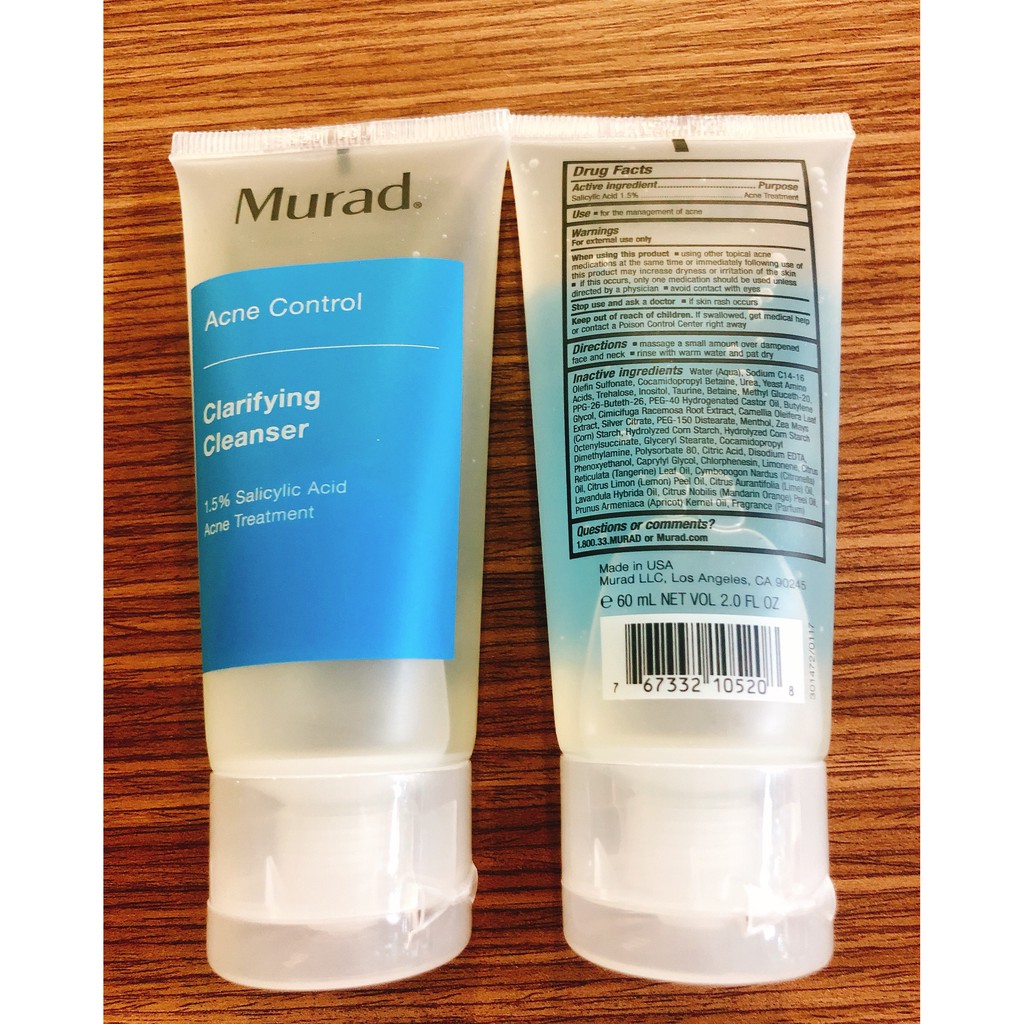 Murad.
Acne Control
Clarifying
Cleanser
1.5% Salicylic Acid
Acne Treatment
Drug Facts
Active ingredient Purpose
Salicylic Acid 1.5% Acne Treatment
Use ▪ for the management of acne
Warnings
For external use only
When using this product ▪ using other topical acne
medications at the same time or immediately following use of
this product may increase dryness or irritation of the skin
▪ if this occurs, only one medication should be used unless
directed by a physician ▪ avoid contact with eyes
Stop use and ask a doctor ▪ if skin rash occurs
Keep out of reach of children. If swallowed, get medical help
or contact a Poison Control Center right away
Directions ▪ massage a small amount over dampened
face and neck ▪ rinse with warm water and pat dry
Inactive ingredients Water (Aqua), Sodium C14-16
Olefin Sulfonate, Cocamidopropyl Betaine, Urea, Yeast Amino
Acids, Trehalose, Inositol, Taurine, Betaine, Methyl Gluceth-20,
PPG-26-Buteth-26, PEG-40 Hydrogenated Castor Oil, Butylene
Glycol, Cimicifuga Racemosa Root Extract, Camellia Oleifera Leaf
Extract, Silver Citrate, PEG-150 Distearate, Menthol, Zea Mays
(Corn) Starch, Hydrolyzed Corn Starch, Hydrolyzed Corn Starch
Octenylsuccinate, Glyceryl Stearate, Cocamidopropyl
Dimethylamine, Polysorbate 80, Citric Acid, Disodium EDTA,
Phenoxyethanol, Caprylyl Glycol, Chlorphenesin, Limonene, Citrus
Reticulata (Tangerine) Leaf Oil, Cymbopogon Nardus (Citronella)
Oil, Citrus Limon (Lemon) Peel Oil, Citrus Aurantifolia (Lime) Oil,
Lavandula Hybrida Oil, Citrus Nobilis (Mandarin Orange) Peel Oil,
Prunus Armeniaca (Apricot) Kernel Oil, Fragrance (Parfum)
Questions or comments?
1.800.33.MURAD or Murad.com
Made in USA
Murad LLC, Los Angeles, CA 90245
℮ 60 mL NET VOL 2.0 FL OZ
7 67332 10520 8
301472/0117